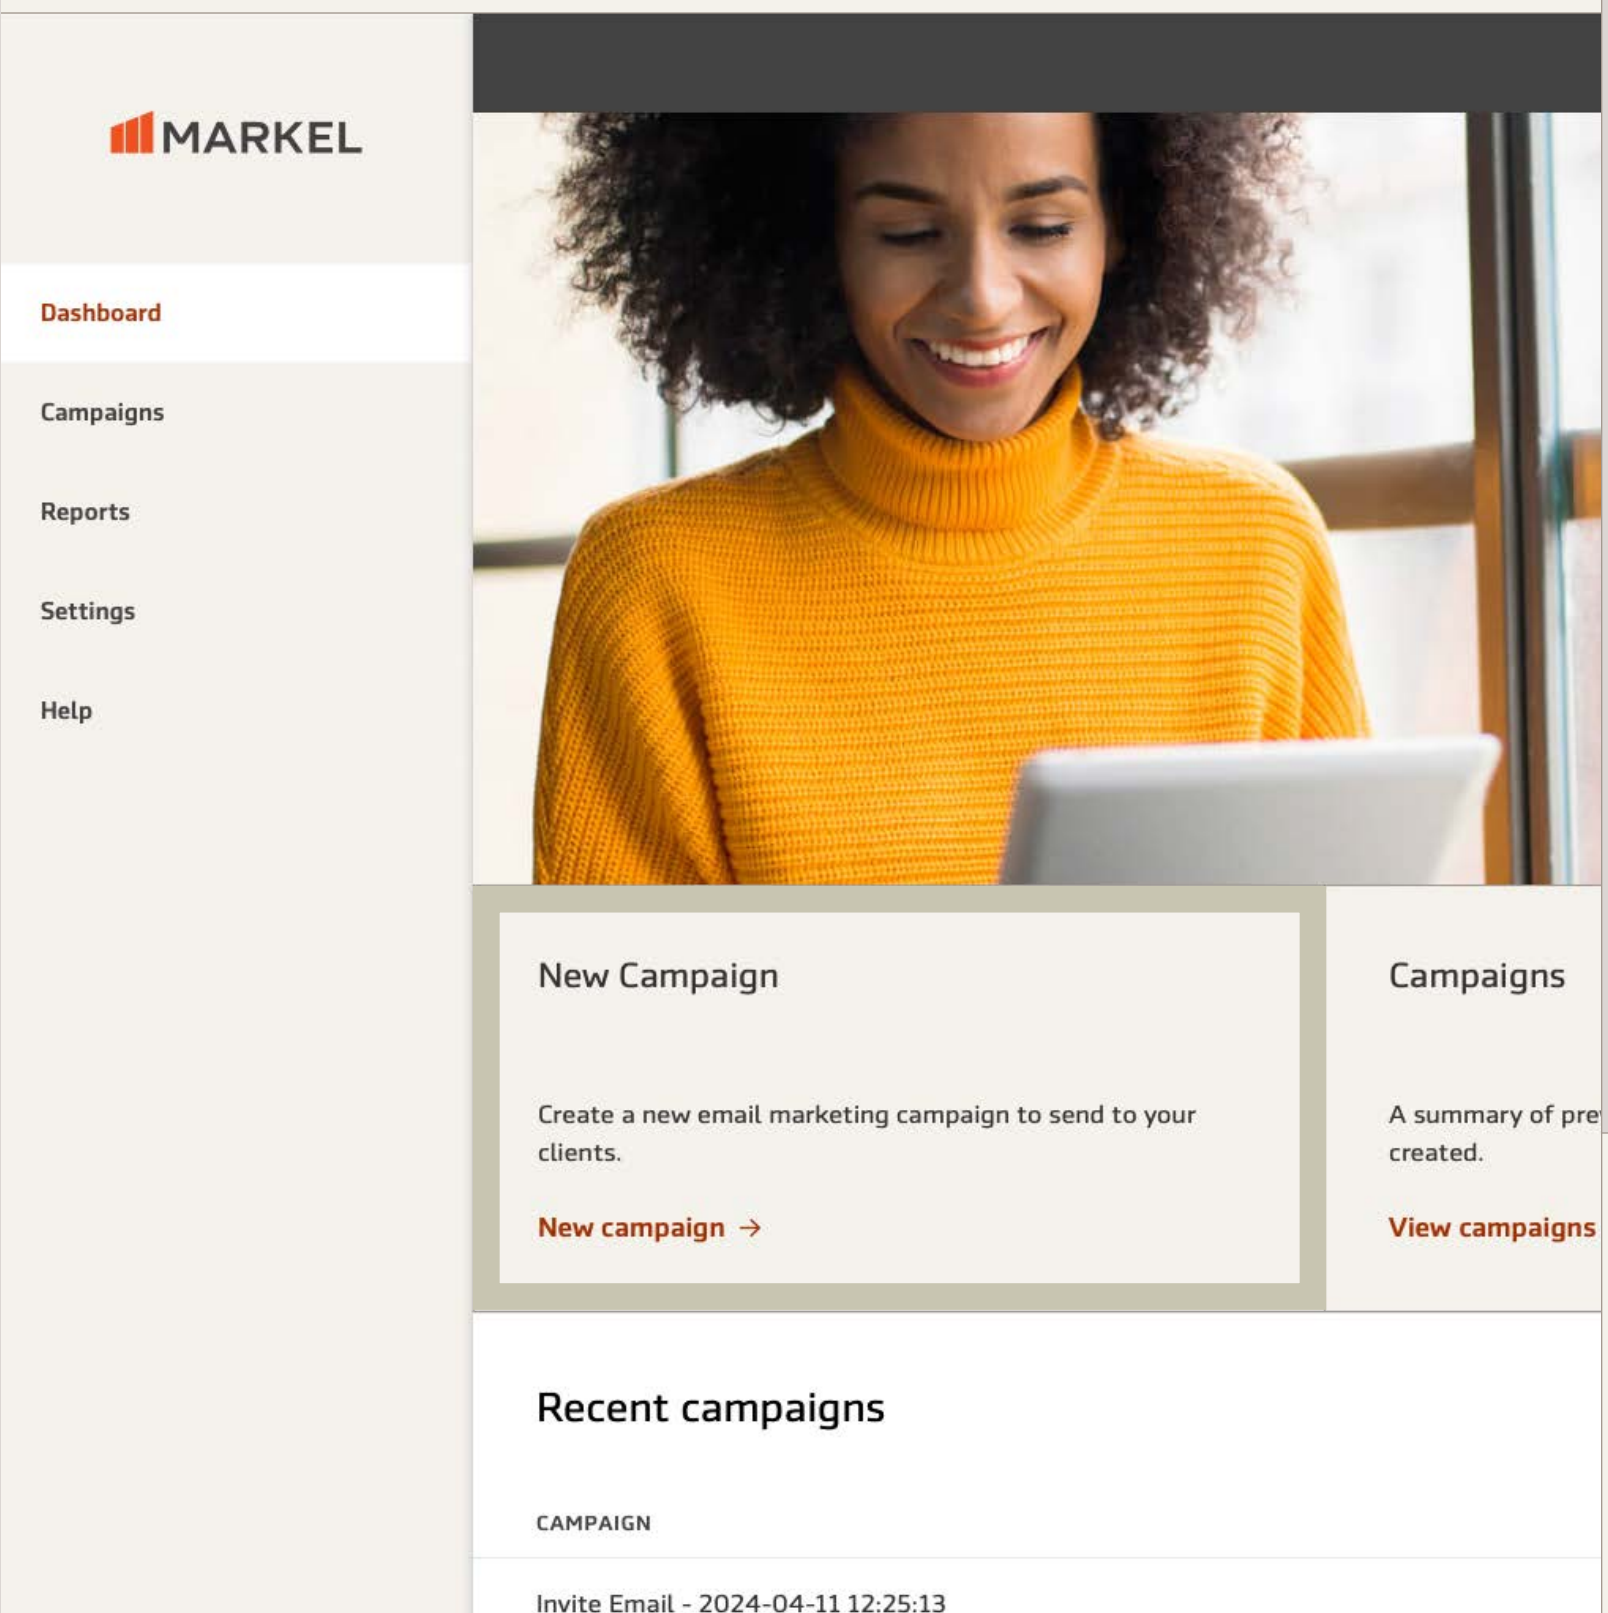 MARKEL
Dashboard
Campaigns
Reports
Settings
Help
New Campaign
Create a new email marketing campaign to send to your
clients.
New campaign →
Campaigns
A summary of
created.
View campaigns
Recent campaigns
CAMPAIGN
Invite Email - 2024-04-11 12:25:13